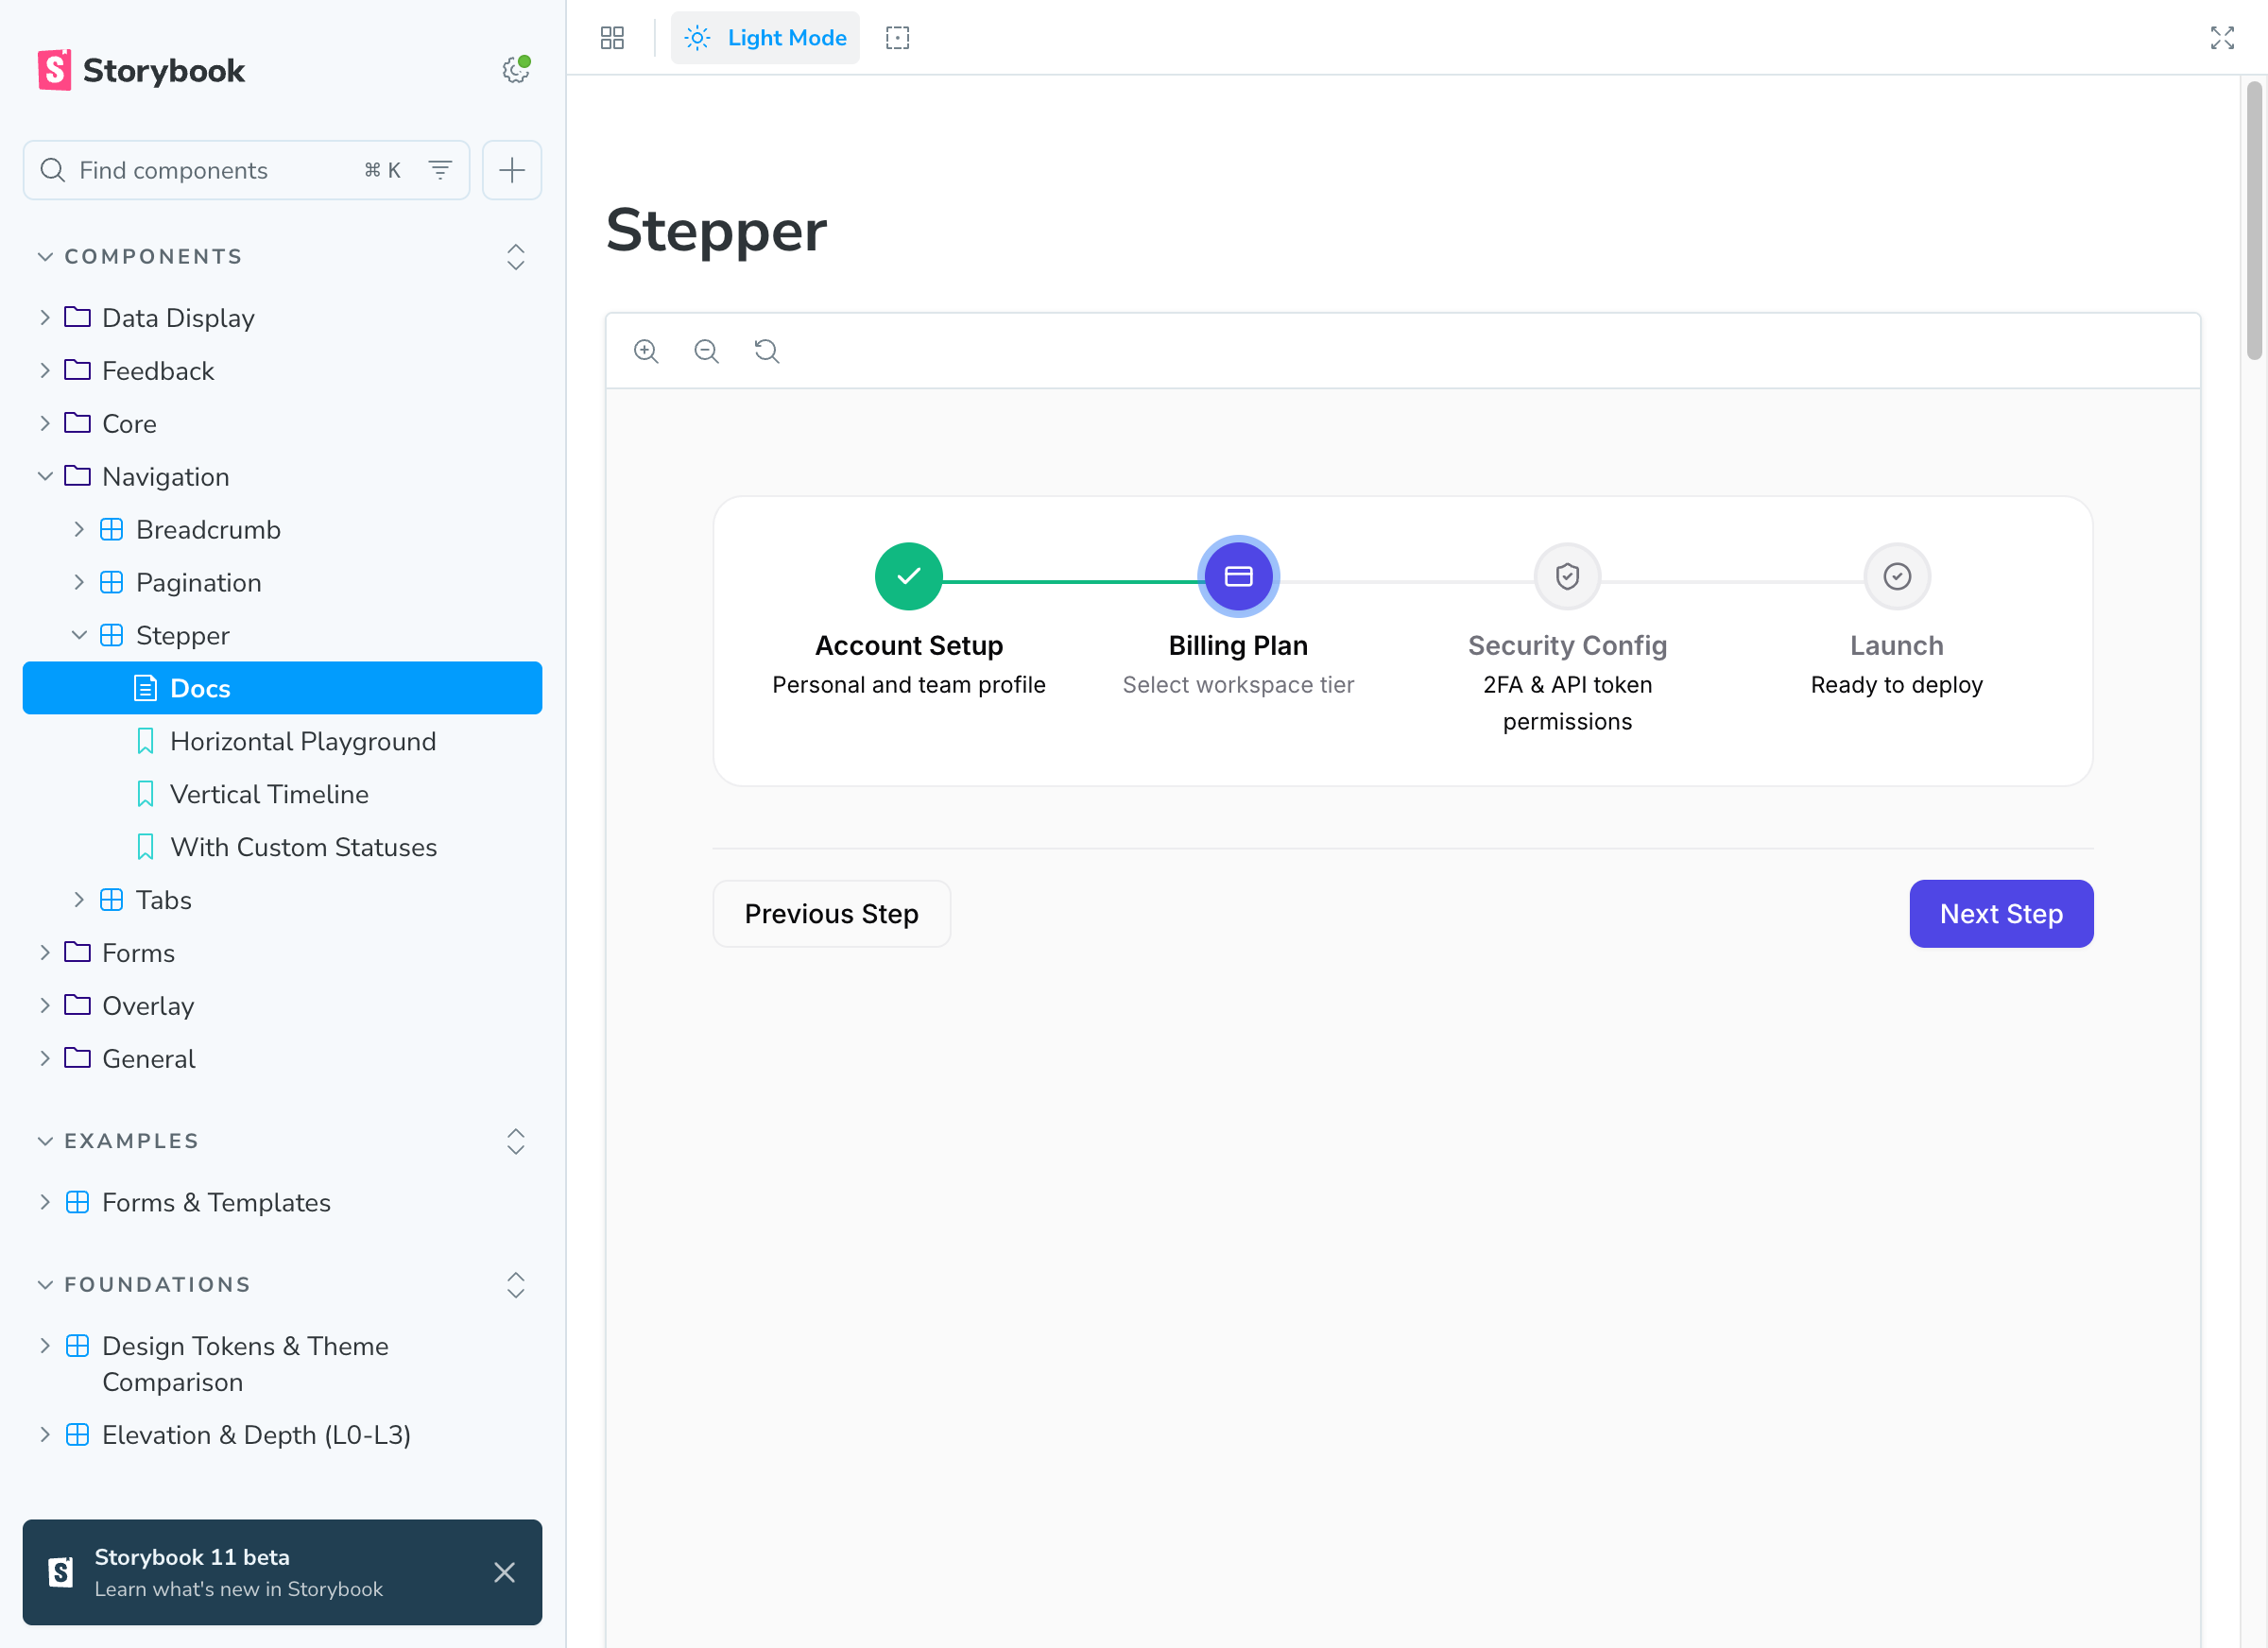 Storybook
Find components
⌘ K
COMPONENTS
Data Display
Feedback
Core
Navigation
Breadcrumb
Pagination
Stepper
Docs
Horizontal Playground
Vertical Timeline
With Custom Statuses
Tabs
Forms
Overlay
General
EXAMPLES
Forms & Templates
FOUNDATIONS
Design Tokens & Theme
Comparison
Elevation & Depth (L0-L3)
Storybook 11 beta
Learn what's new in Storybook
Light Mode
Stepper
Account Setup
Personal and team profile
Billing Plan
Select workspace tier
Security Config
2FA & API token
permissions
Launch
Ready to deploy
Previous Step
Next Step